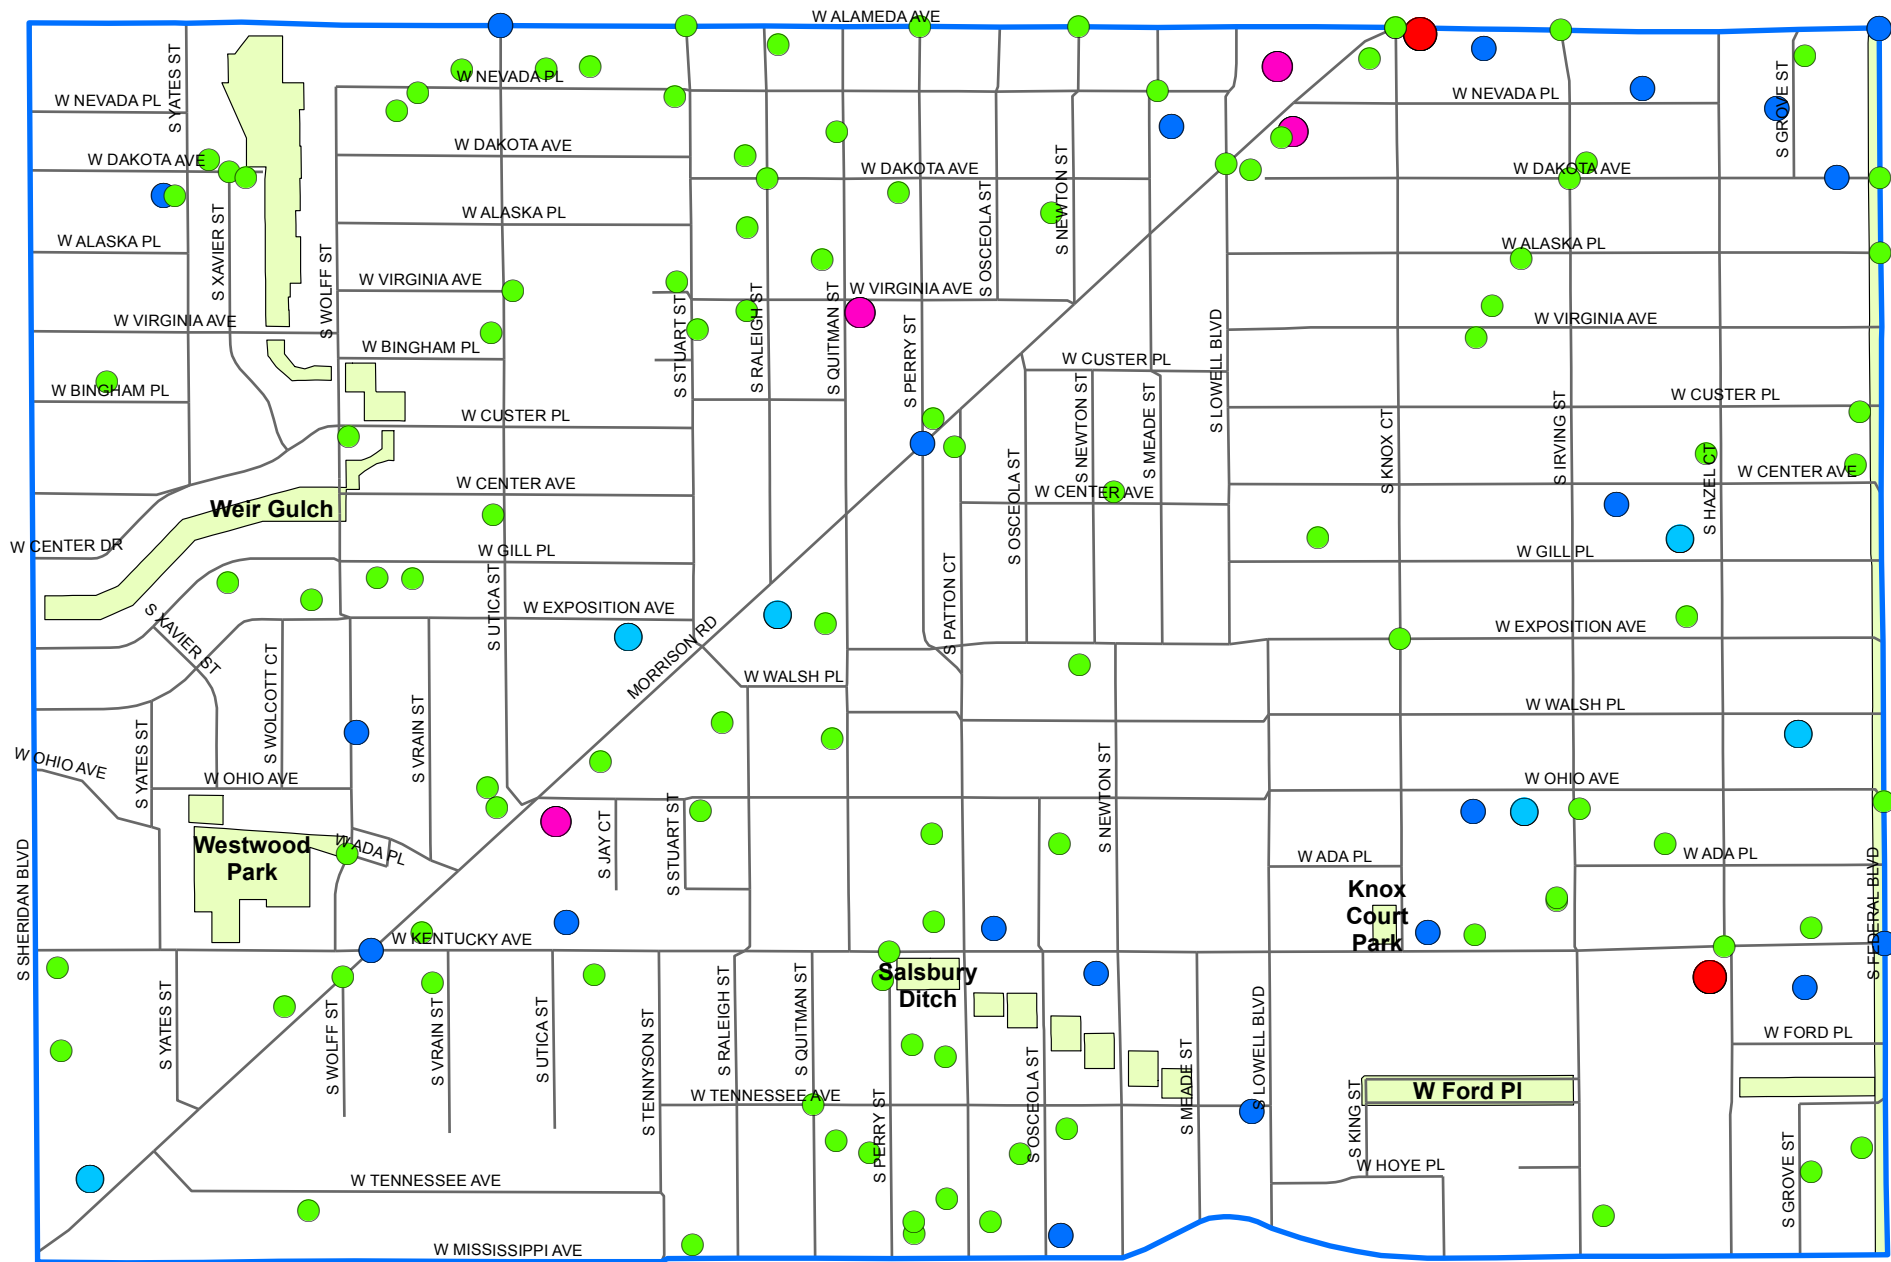 W ALAMEDA AVE
W NEVADA PL
W NEVADA PL
W NEVADA PL
S YATES ST
S GROVE ST
W DAKOTA AVE
W DAKOTA AVE
W DAKOTA AVE
W DAKOTA AVE
S NEWTON ST
S OSCEOLA ST
S XAVIER ST
W ALASKA PL
W ALASKA PL
W ALASKA PL
S WOLFF ST
W VIRGINIA AVE
W VIRGINIA AVE
W VIRGINIA AVE
W VIRGINIA AVE
S STUART ST
S RALEIGH ST
S QUITMAN ST
S PERRY ST
S LOWELL BLVD
W BINGHAM PL
W BINGHAM PL
W CUSTER PL
W CUSTER PL
W CUSTER PL
S NEWTON ST
S MEADE ST
S KNOX CT
S IRVING ST
S HAZEL CT
S OSCEOLA ST
W CENTER AVE
W CENTER AVE
W CENTER AVE
Weir Gulch
W CENTER DR
W GILL PL
W GILL PL
S UTICA ST
S PATTON CT
W EXPOSITION AVE
W EXPOSITION AVE
S XAVIER ST
MORRISON RD
S WOLCOTT CT
W WALSH PL
W WALSH PL
S YATES ST
S VRAIN ST
W OHIO AVE
W OHIO AVE
W OHIO AVE
S NEWTON ST
S JAY CT
S STUART ST
Westwood
Park
W ADA PL
W ADA PL
W ADA PL
S SHERIDAN BLVD
S FEDERAL BLVD
Knox
Court
Park
W KENTUCKY AVE
Salsbury
Ditch
S YATES ST
S WOLFF ST
S VRAIN ST
S UTICA ST
S TENNYSON ST
S RALEIGH ST
S QUITMAN ST
S PERRY ST
S OSCEOLA ST
S MEADE ST
S LOWELL BLVD
W FORD PL
W Ford Pl
W TENNESSEE AVE
S KING ST
W HOYE PL
S GROVE ST
W TENNESSEE AVE
W MISSISSIPPI AVE